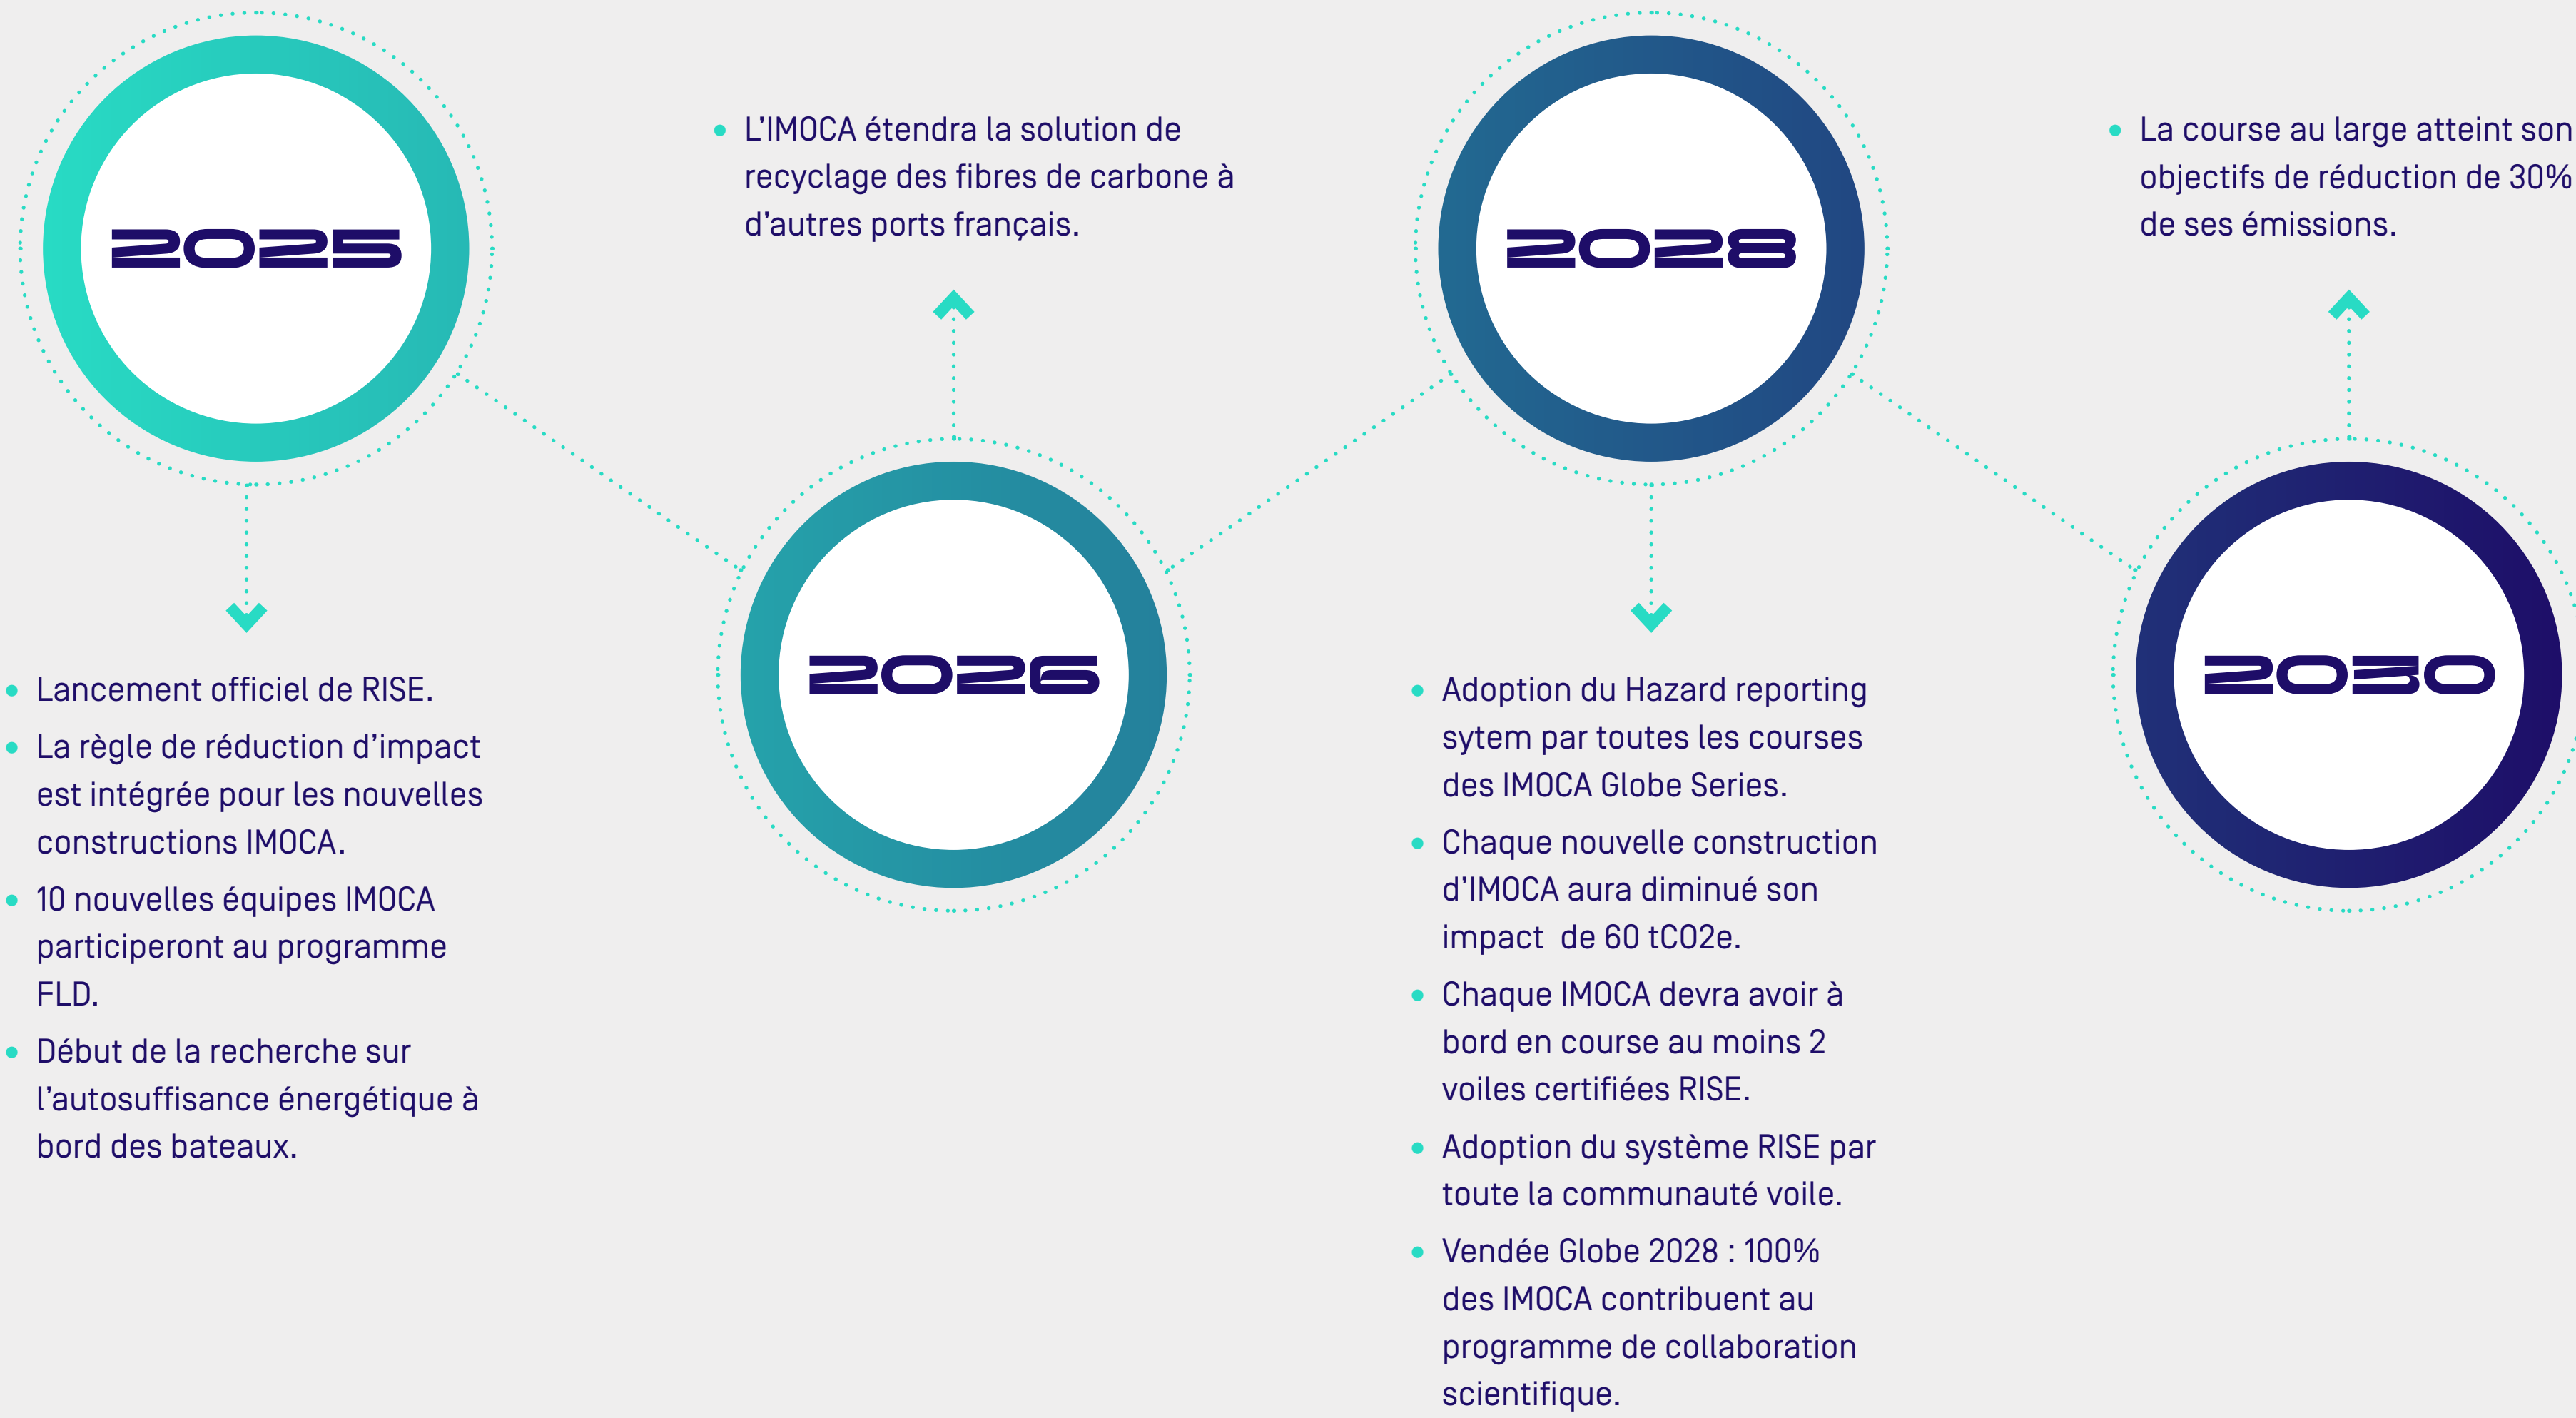 2025
Lancement officiel de RISE.
La règle de réduction d’impact
est intégrée pour les nouvelles
constructions IMOCA.
10 nouvelles équipes IMOCA
participeront au programme
FLD.
Début de la recherche sur
l’autosuffisance énergétique à
bord des bateaux.
L’IMOCA étendra la solution de
recyclage des fibres de carbone à
d’autres ports français.
2026
2028
Adoption du Hazard reporting
sytem par toutes les courses
des IMOCA Globe Series.
Chaque nouvelle construction
d’IMOCA aura diminué son
impact  de 60 tCO2e.
Chaque IMOCA devra avoir à
bord en course au moins 2
voiles certifiées RISE.
Adoption du système RISE par
toute la communauté voile.
Vendée Globe 2028 : 100%
des IMOCA contribuent au
programme de collaboration
scientifique.
La course au large atteint son
objectifs de réduction de 30%
de ses émissions.
2030